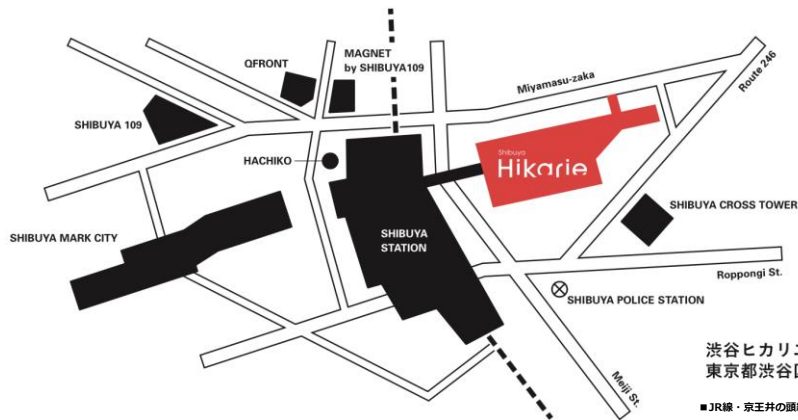 MAGNET
by SHIBUYA109
QFRONT
Miyamasu-zaka
Route 246
SHIBUYA 109
HACHIKO
Shibuya
Hikarie
SHIBUYA CROSS TOWER
SHIBUYA MARK CITY
SHIBUYA
STATION
Roppongi St.
SHIBUYA POLICE STATION
Meiji St.
渋谷ヒカリエ
東京都渋谷区
■JR線・京王井の頭